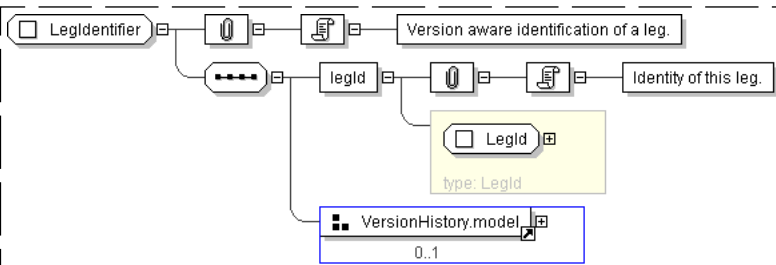 LegIdentifier
Version aware identification of a leg.
legId
Identity of this leg.
LegId
type: LegId
VersionHistory.model
0..1